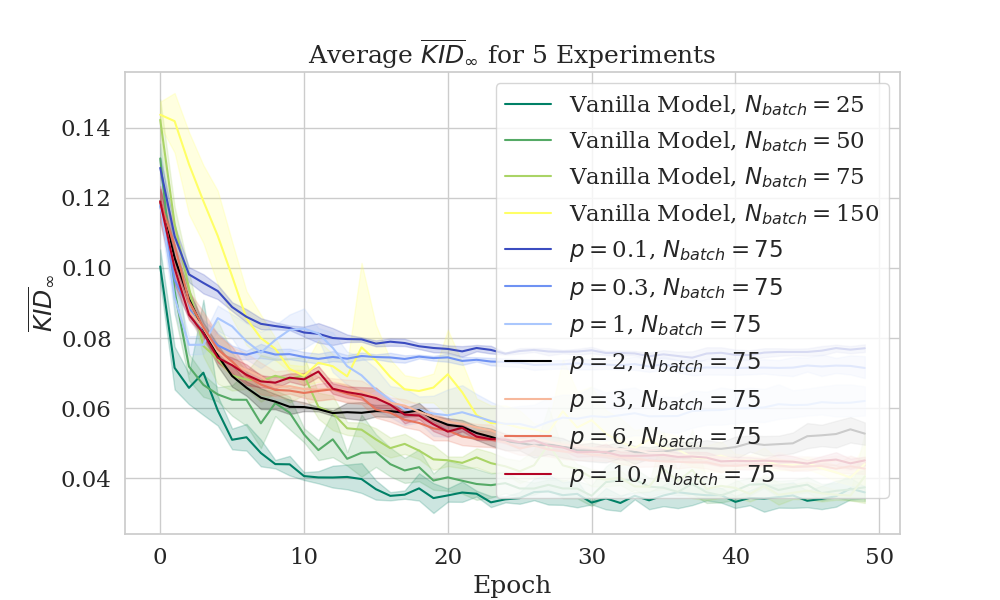 Average $\overline{KID}_\infty$ for 5 Experiments
$\overline{KID}_\infty$
0.14
0.12
0.10
0.08
0.06
0.04
Vanilla Model, $N_{batch} = 25$
Vanilla Model, $N_{batch} = 50$
Vanilla Model, $N_{batch} = 75$
Vanilla Model, $N_{batch} = 150$
$p = 0.1$, $N_{batch} = 75$
$p = 0.3$, $N_{batch} = 75$
$p = 1$, $N_{batch} = 75$
$p = 2$, $N_{batch} = 75$
$p = 3$, $N_{batch} = 75$
$p = 6$, $N_{batch} = 75$
$p = 10$, $N_{batch} = 75$
0 10 20 30 40 50
Epoch